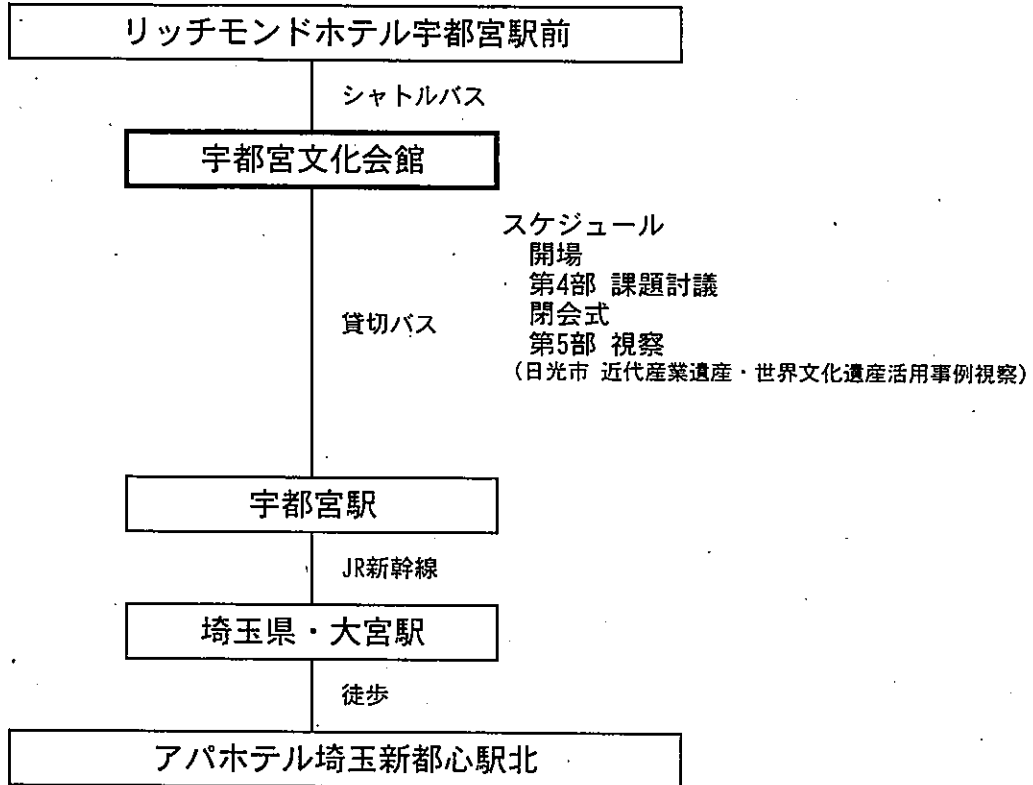 リッチモンドホテル宇都宮駅前
シャトルバス
宇都宮文化会館
スケジュール
開場
第4部 課題討議
閉会式
第5部 視察
(日光市 近代産業遺産・世界文化遺産活用事例視察)
貸切バス
宇都宮駅
JR新幹線
埼玉県・大宮駅
徒歩
アパホテル埼玉新都心駅北